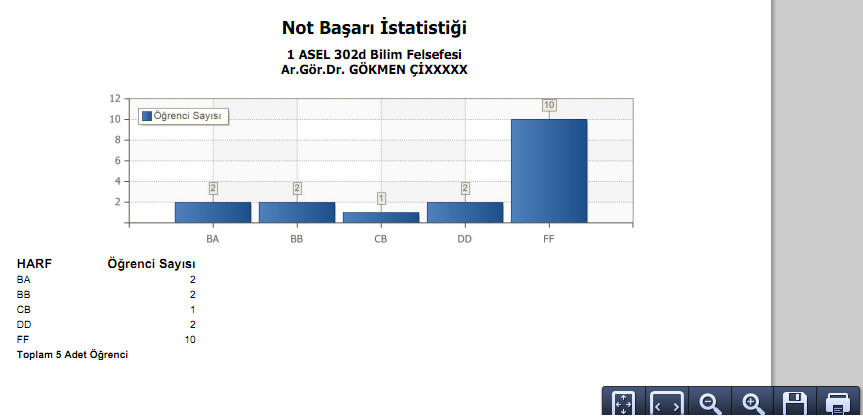 Not Başarı İstatistiği
1 ASEL 302d Bilim Felsefesi
Ar.Gör.Dr. GÖKMEN ÇİXXXXX
12
10
8
6
4
2
Öğrenci Sayısı
2
2
1
2
10
BA
BB
CB
DD
FF
HARF Öğrenci Sayısı
BA 2
BB 2
CB 1
DD 2
FF 10
Toplam 5 Adet Öğrenci